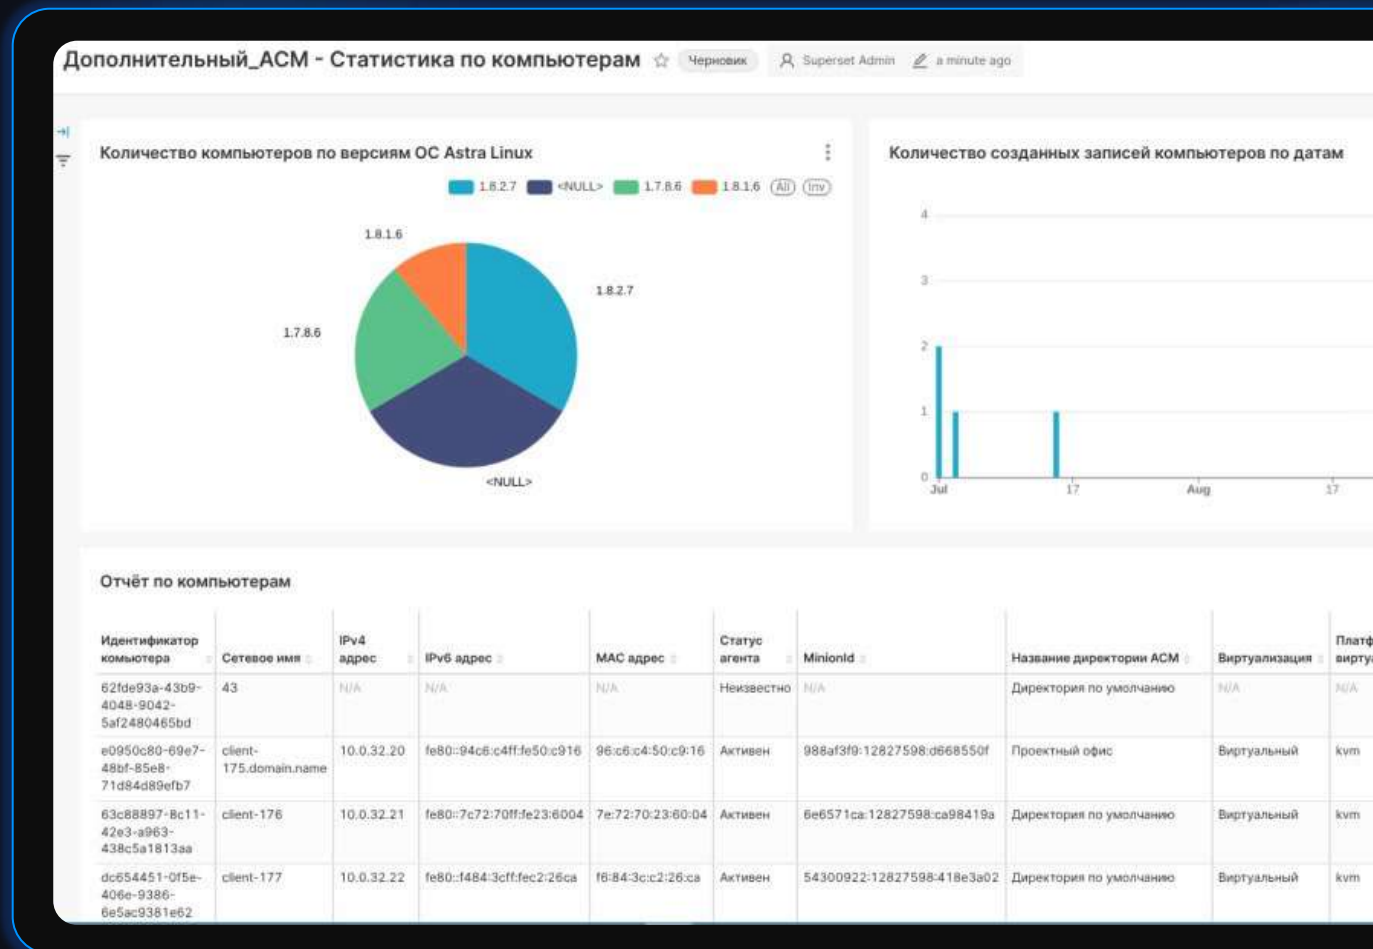 Дополнительный_ACM - Статистика по компьютерам
Черновик
Superset Admin
a minute ago
Количество компьютеров по версиям ОС Astra Linux
1.8.2.7 <NULL> 1.7.8.6 1.8.1.6 All Inv
1.8.1.6
1.8.2.7
1.7.8.6
<NULL>
Количество созданных записей компьютеров по датам
4
3
2
1
0
Jul 17 Aug 17
Отчёт по компьютерам
Идентификатор комьютера Сетевое имя IPv4 адрес IPv6 адрес MAC адрес Статус агента MinionId Название директории ACM Виртуализация Платф вирту
62fde93a-43b9-4048-9042-5af2480465bd 43 N/A N/A N/A Неизвестно N/A Директория по умолчанию N/A N/A
e0950c80-69e7-48bf-85e8-71d84d89efb7 client-175.domain.name 10.0.32.20 fe80::94c6:c4ff:fe50:c916 96:c6:c4:50:c9:16 Активен 988af3f9:12827598:d668550f Проектный офис Виртуальный kvm
63c88897-8c11-42e3-a963-438c5a1813aa client-176 10.0.32.21 fe80::7c72:70ff:fe23:6004 7e:72:70:23:60:04 Активен 6e6571ca:12827598:ca98419a Директория по умолчанию Виртуальный kvm
dc654451-0f5e-406e-9386-6e5ac9381e62 client-177 10.0.32.22 fe80::f484:3cff:fec2:26ca f6:84:3c:c2:26:ca Активен 54300922:12827598:418e3a02 Директория по умолчанию Виртуальный kvm